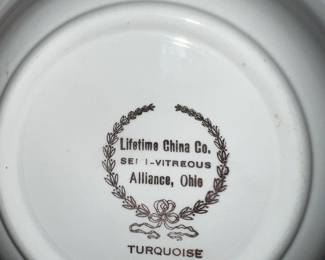 Lifetime China Co.
SEMI-VITREOUS
Alliance, Ohio
TURQUOISE